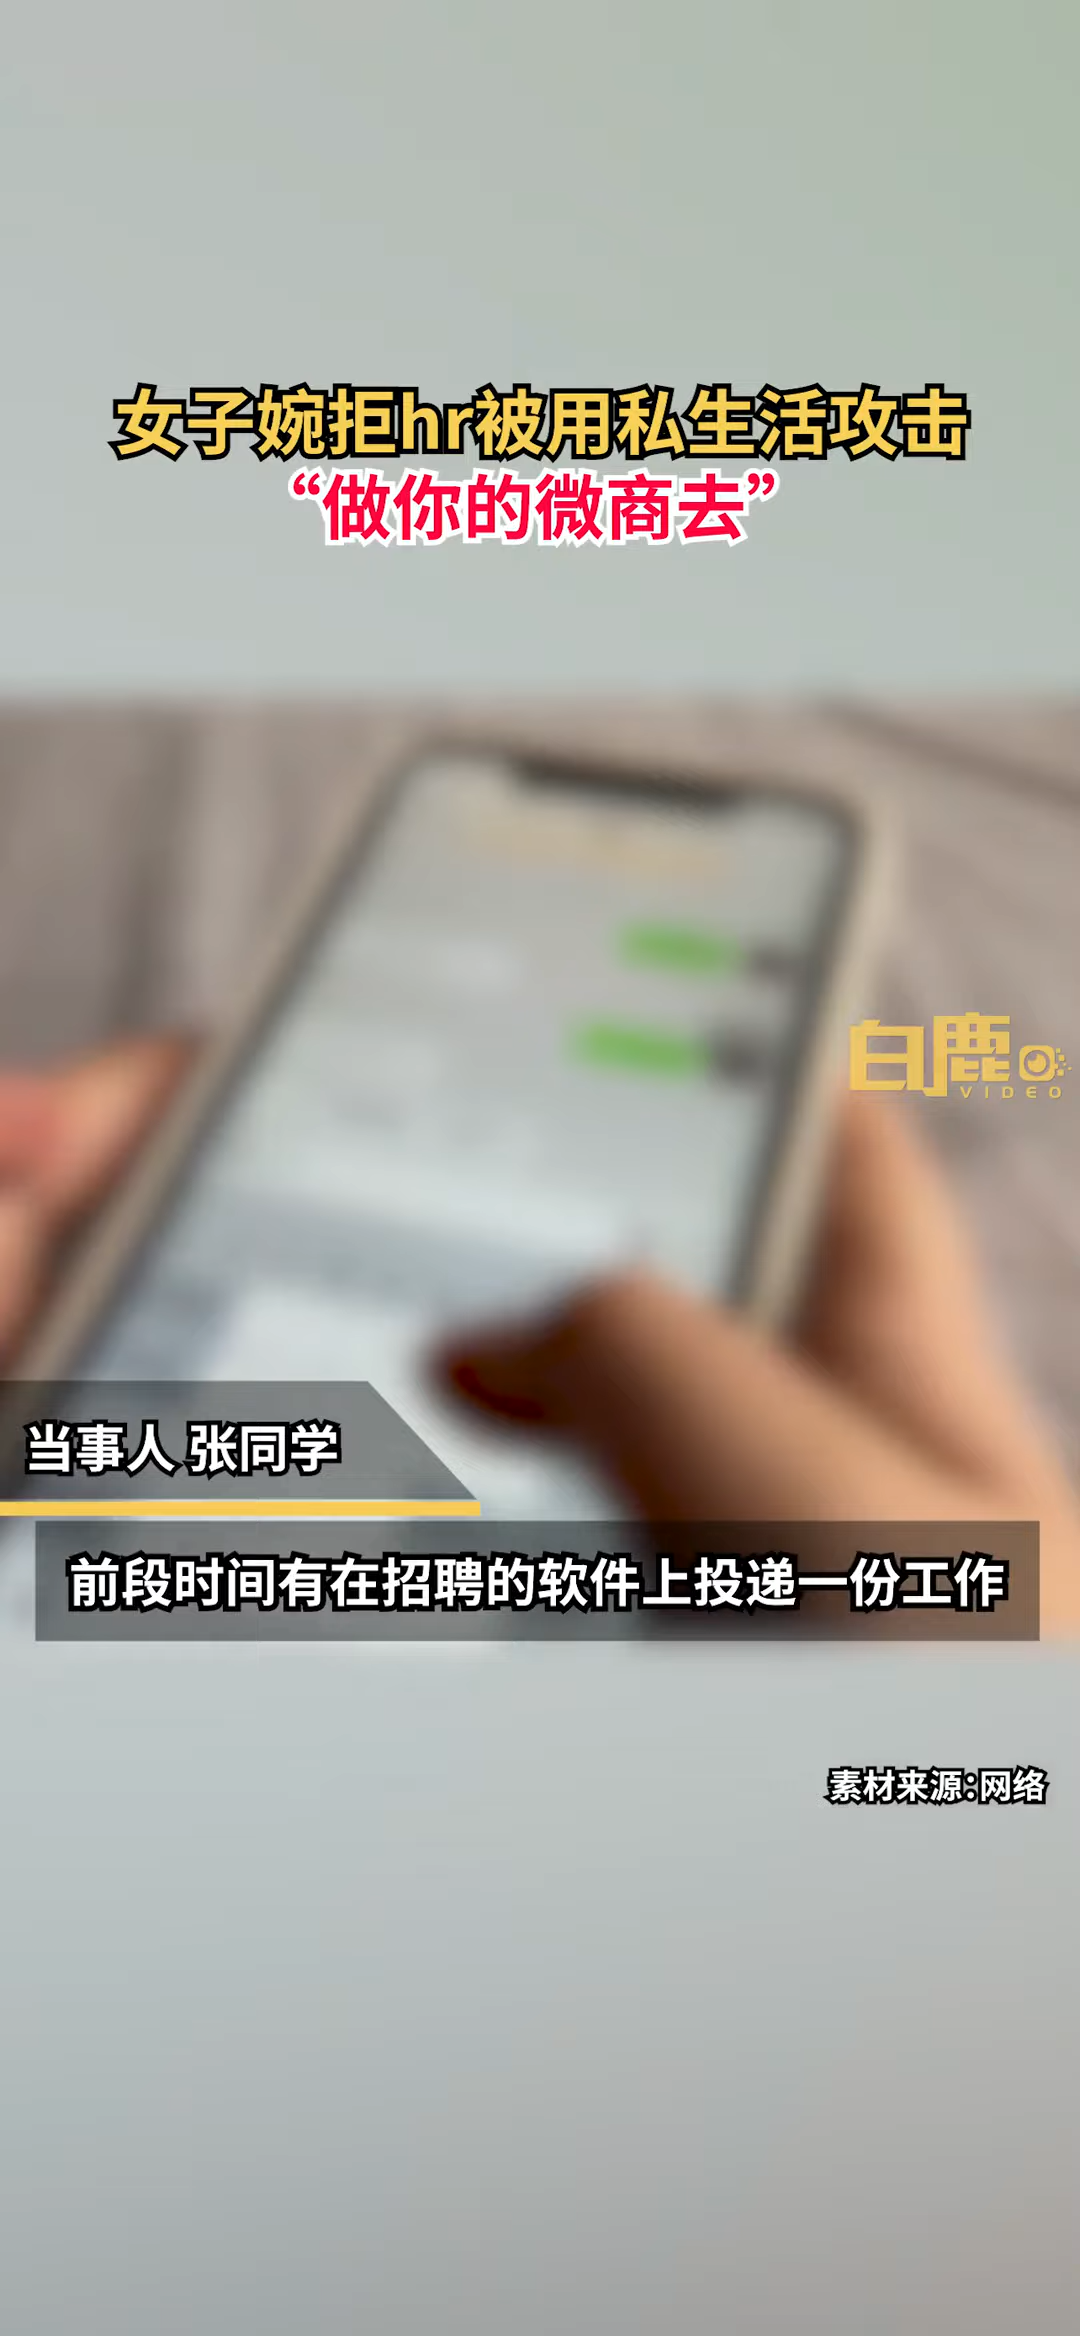 女子婉拒hr被用私生活攻击
“做你的微商去”
白鹿
VIDEO
当事人 张同学
前段时间有在招聘的软件上投递一份工作
素材来源:网络